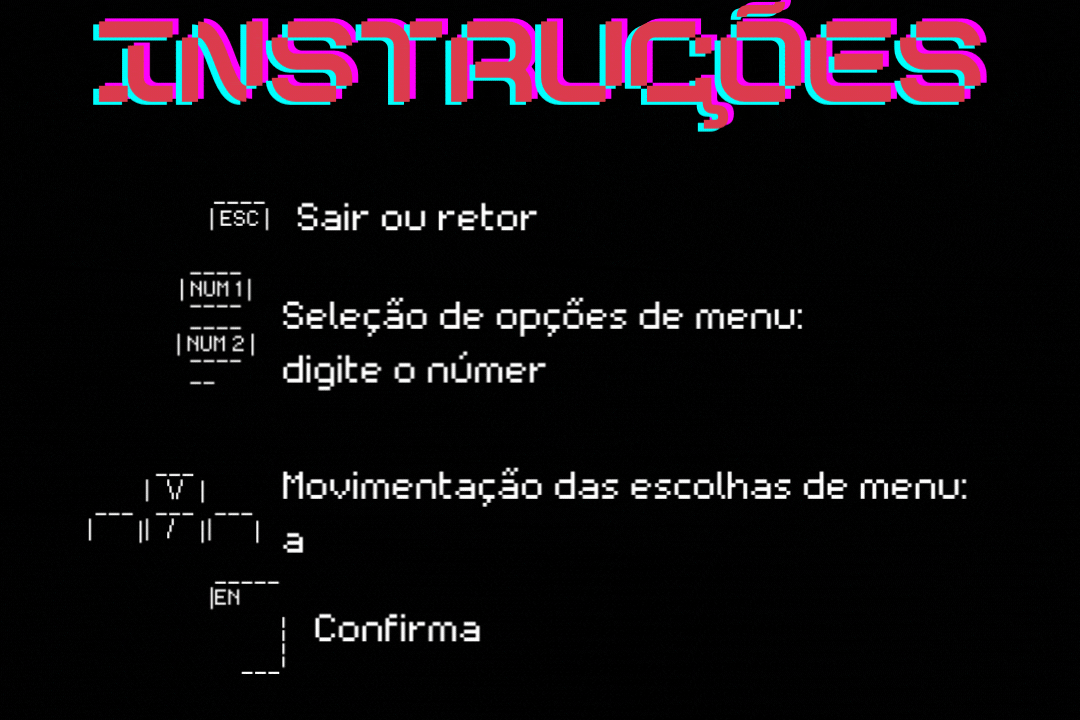 INSTRUÇÕES
|ESC| Sair ou retor
|NUM 1|
Seleção de opções de menu:
|NUM 2|
digite o númer
Movimentação das escolhas de menu:
a
|EN
Confirma